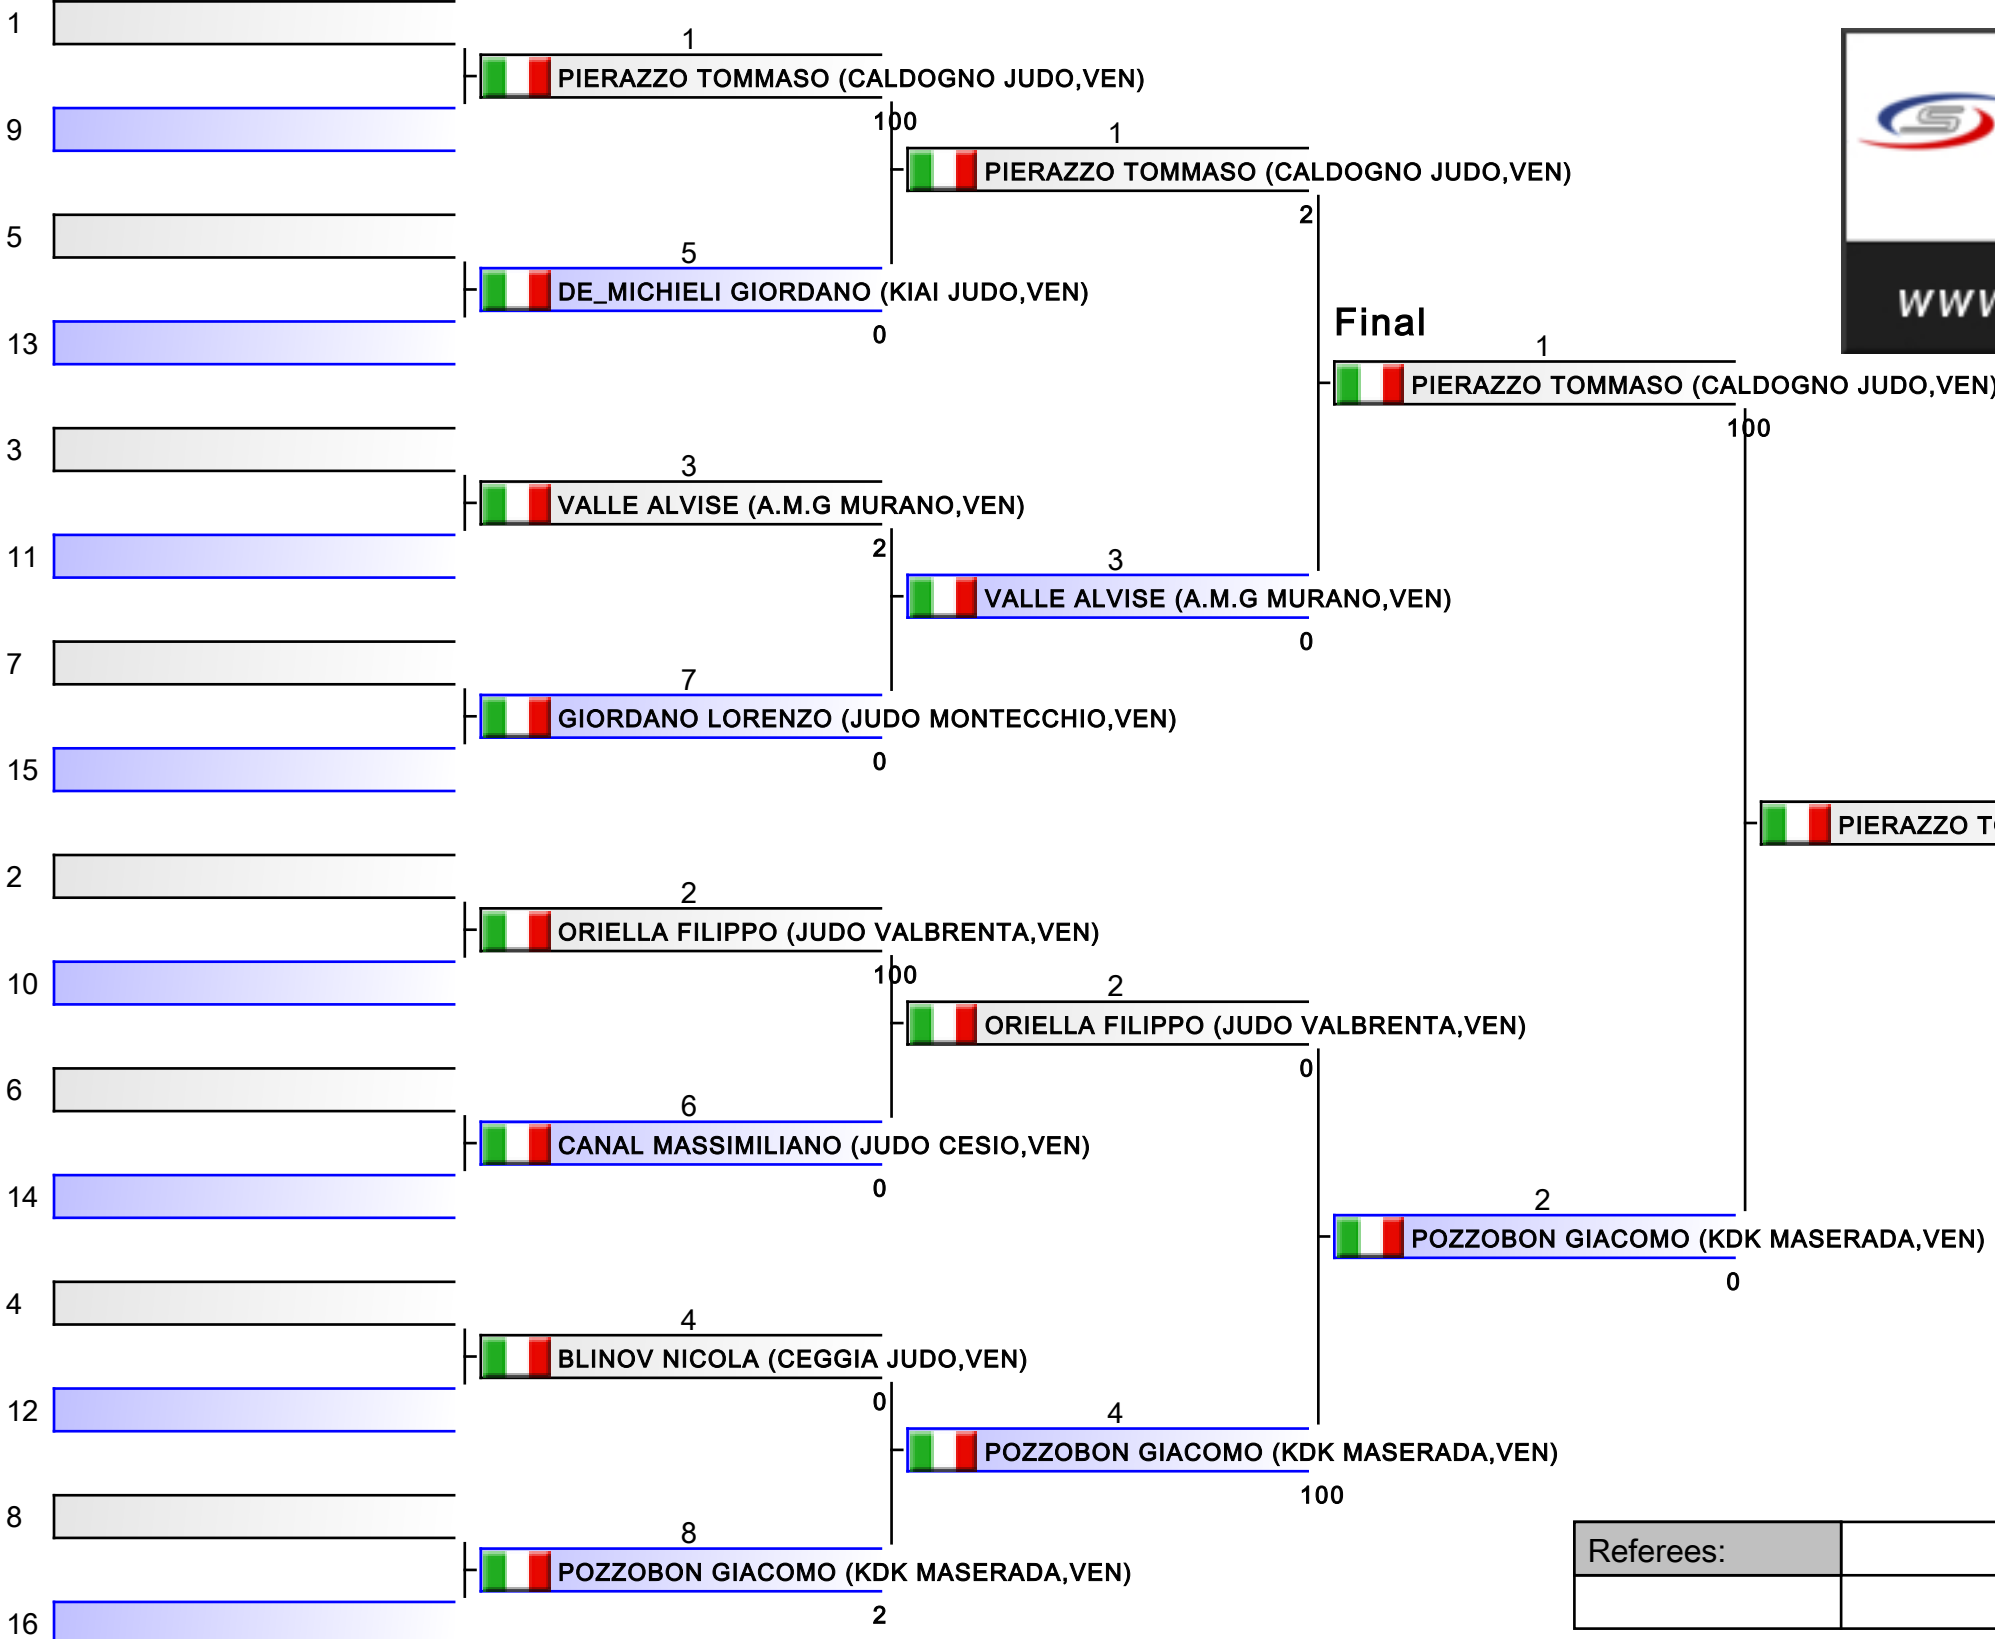 1
1
PIERAZZO TOMMASO (CALDOGNO JUDO,VEN)
100
9
1
PIERAZZO TOMMASO (CALDOGNO JUDO,VEN)
2
5
5
DE_MICHIELI GIORDANO (KIAI JUDO,VEN)
0
13
Final
1
PIERAZZO TOMMASO (CALDOGNO JUDO,VEN)
100
www
3
3
VALLE ALVISE (A.M.G MURANO,VEN)
2
11
3
VALLE ALVISE (A.M.G MURANO,VEN)
0
7
7
GIORDANO LORENZO (JUDO MONTECCHIO,VEN)
0
15
PIERAZZO
2
2
ORIELLA FILIPPO (JUDO VALBRENTA,VEN)
100
10
2
ORIELLA FILIPPO (JUDO VALBRENTA,VEN)
0
6
6
CANAL MASSIMILIANO (JUDO CESIO,VEN)
0
14
2
POZZOBON GIACOMO (KDK MASERADA,VEN)
0
4
4
BLINOV NICOLA (CEGGIA JUDO,VEN)
0
12
4
POZZOBON GIACOMO (KDK MASERADA,VEN)
100
8
8
POZZOBON GIACOMO (KDK MASERADA,VEN)
2
16
Referees: